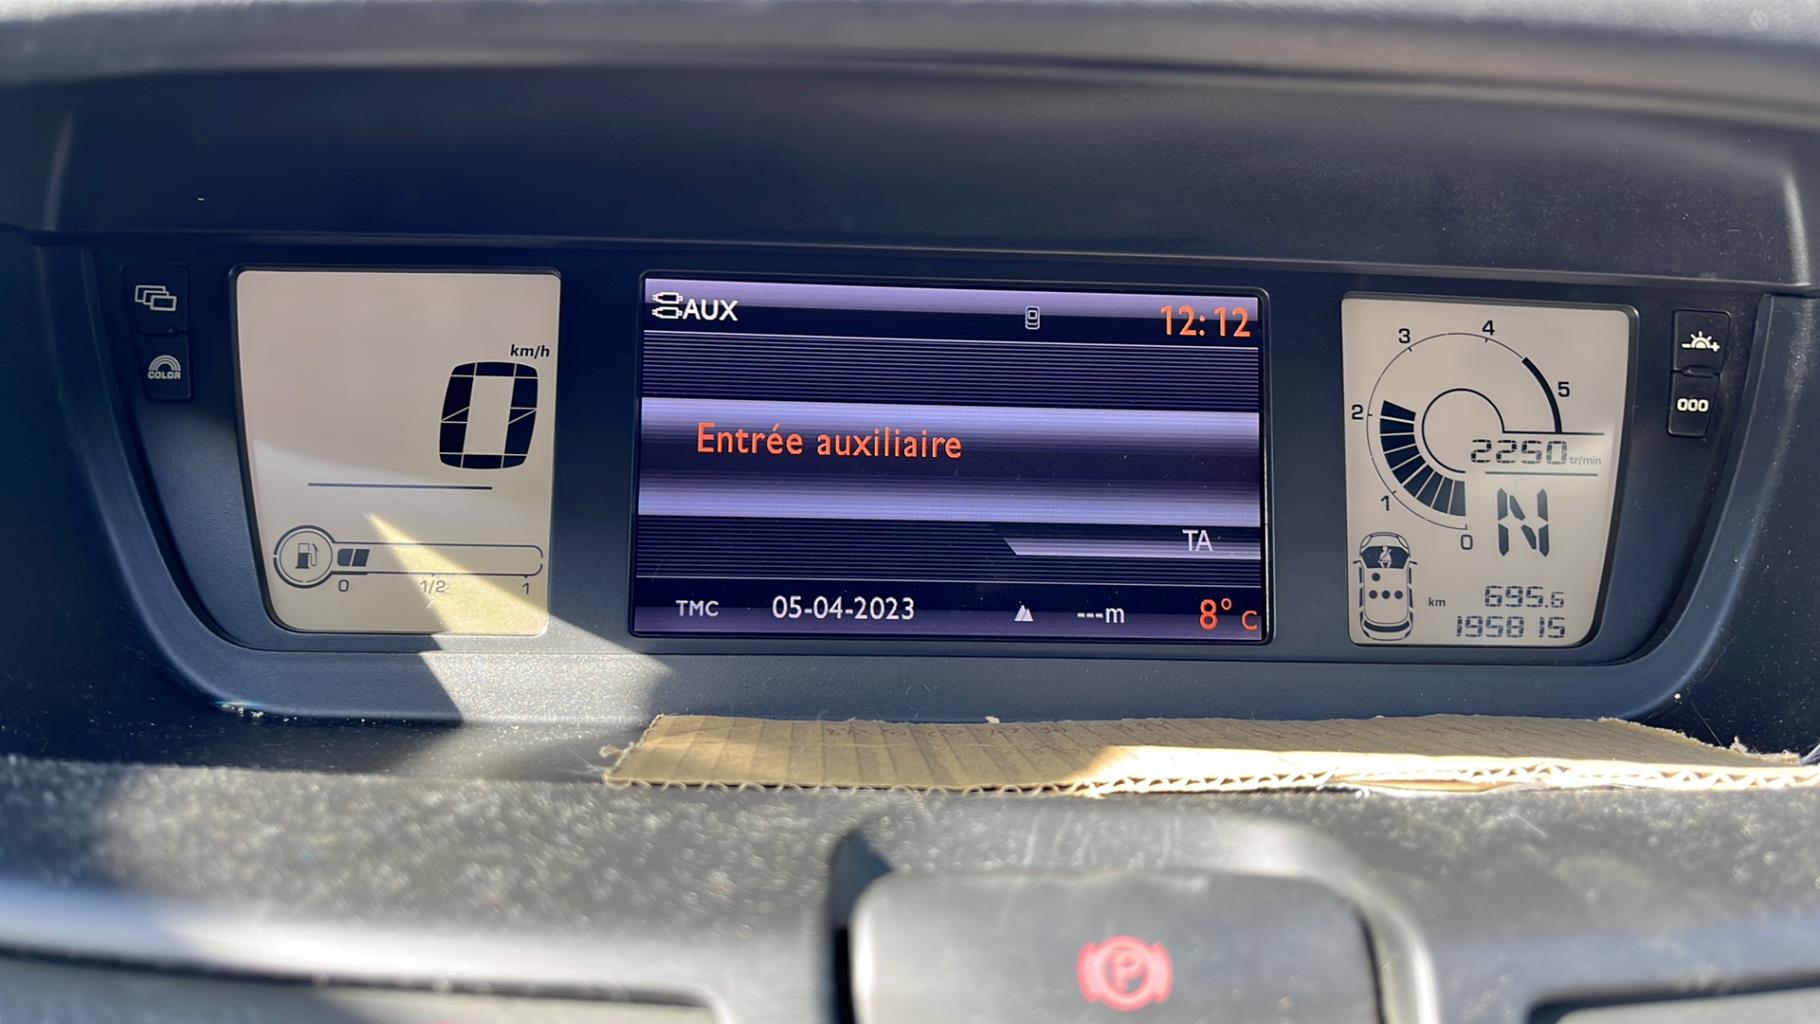 COLOR
km/h
0
0 1/2 1
AUX 12:12
Entrée auxiliaire
TA
TMC 05-04-2023 ---m 8° C
0 1 2 3 4 5
2250 tr/min
N
km 695.6
195815
000
P